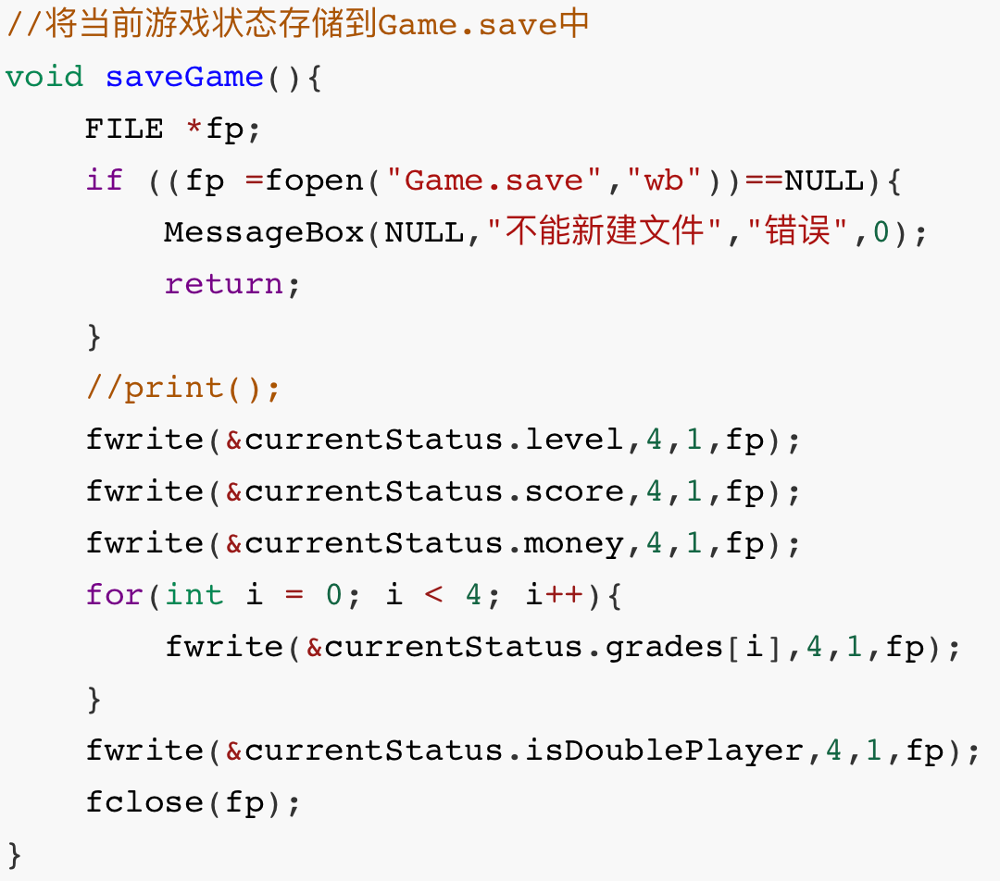 //将当前游戏状态存储到Game.save中
void saveGame(){
    FILE *fp;
    if ((fp =fopen("Game.save","wb"))==NULL){
        MessageBox(NULL,"不能新建文件","错误",0);
        return;
    }
    //print();
    fwrite(&currentStatus.level,4,1,fp);
    fwrite(&currentStatus.score,4,1,fp);
    fwrite(&currentStatus.money,4,1,fp);
    for(int i = 0; i < 4; i++){
        fwrite(&currentStatus.grades[i],4,1,fp);
    }
    fwrite(&currentStatus.isDoublePlayer,4,1,fp);
    fclose(fp);
}